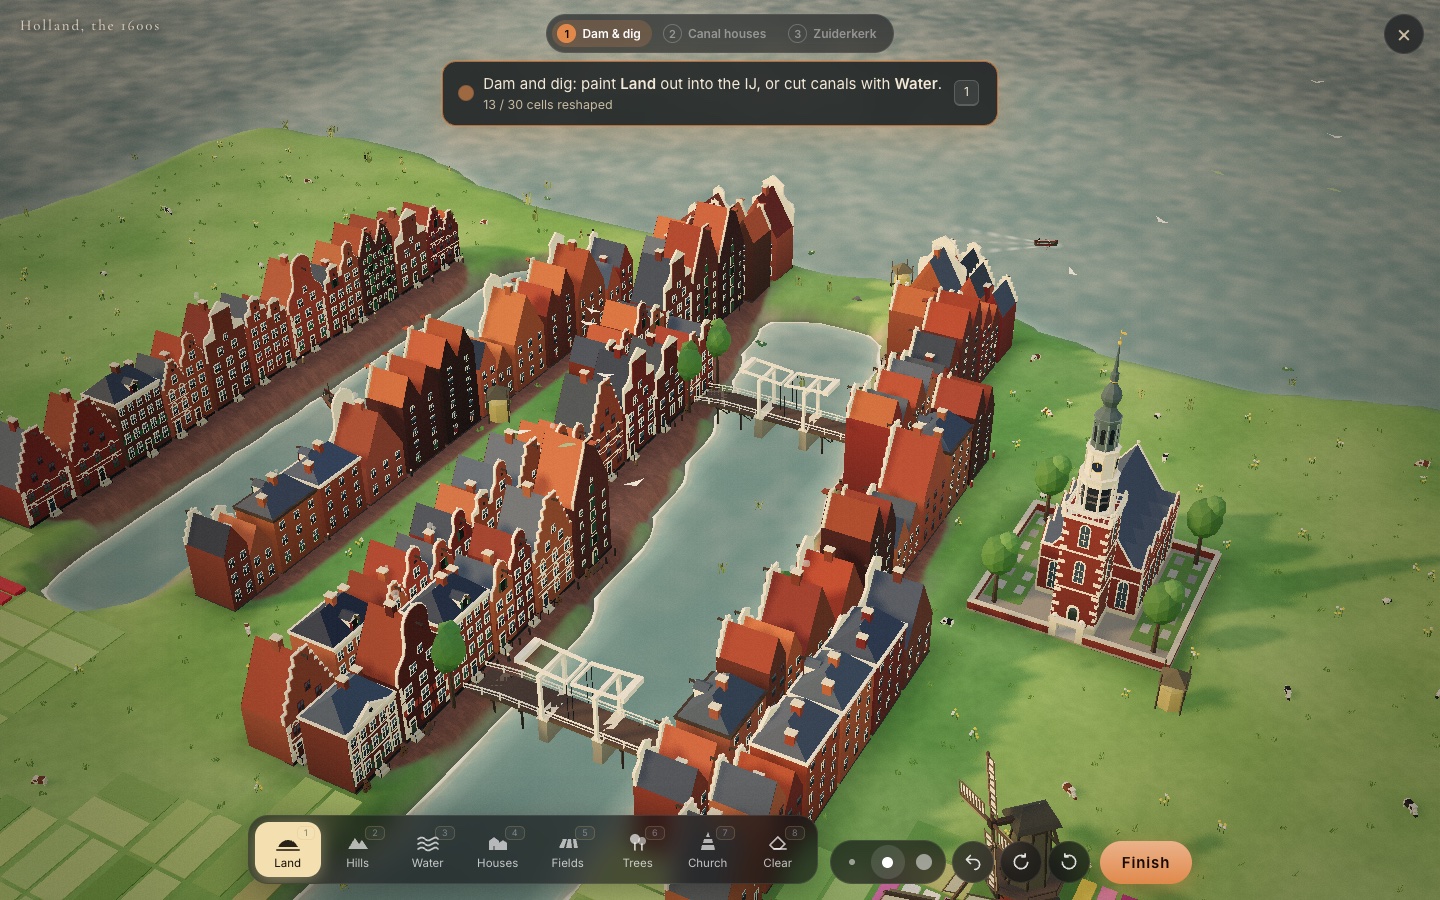 Holland, the 1600s
1 Dam & dig 2 Canal houses 3 Zuiderkerk
Dam and dig: paint Land out into the IJ, or cut canals with Water.
13 / 30 cells reshaped
1
1 2 3 4 5 6 7 8
Land Hills Water Houses Fields Trees Church Clear
Finish